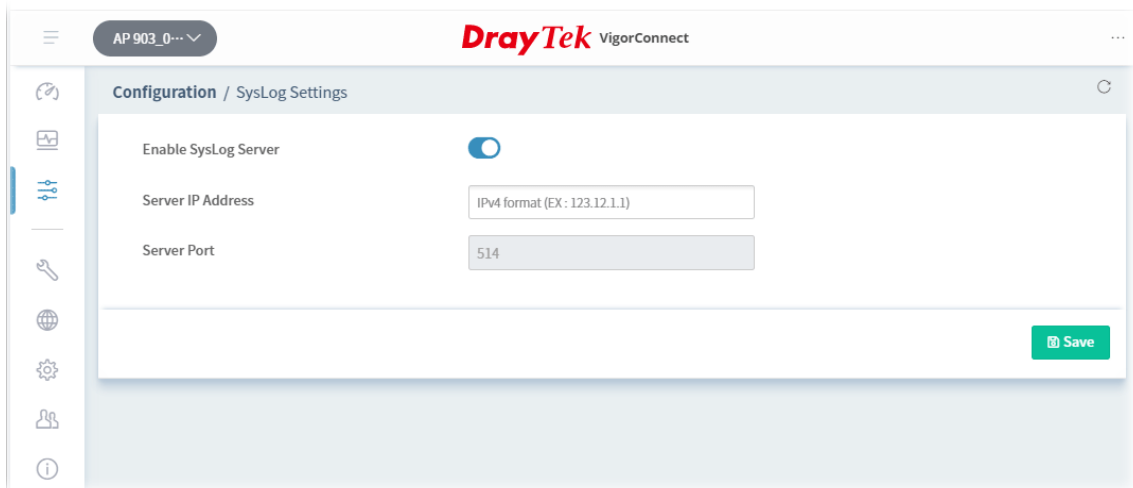 AP 903_0···
DrayTek VigorConnect
Configuration / SysLog Settings
Enable SysLog Server
Server IP Address
IPv4 format (EX : 123.12.1.1)
Server Port
514
Save